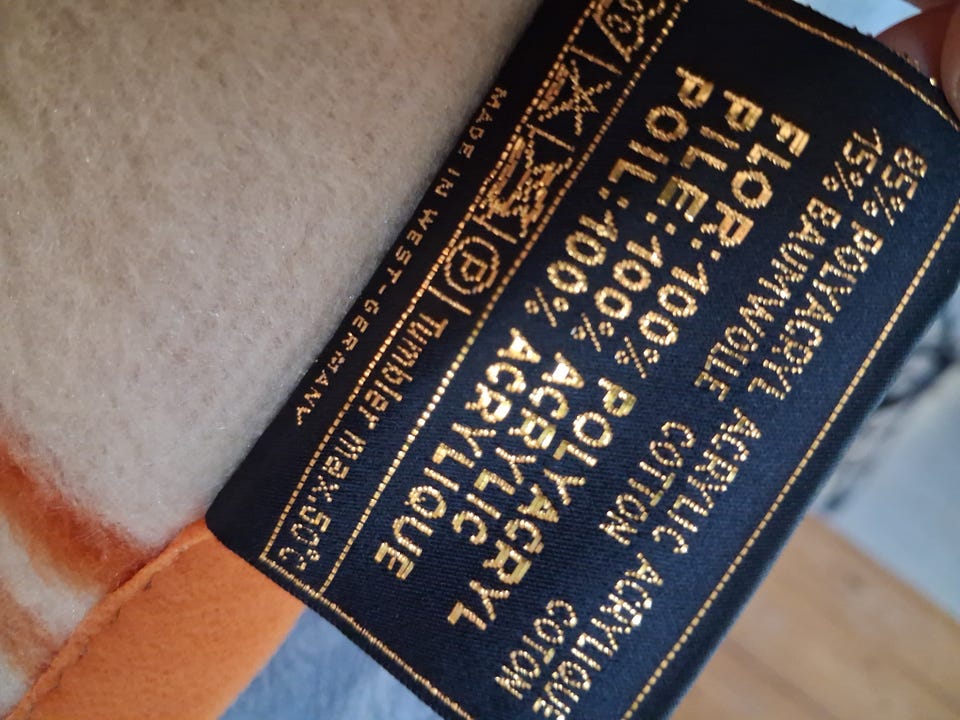 85% POLYACRYL ACRYLIC ACRYLIQUE
15% BAUMWOLLE COTTON COTON
FLOR:100% POLYACRYL
PILE:100% ACRYLIC
POIL:100% ACRYLIQUE
P Tumbler max.50°C
MADE IN WEST-GERMANY